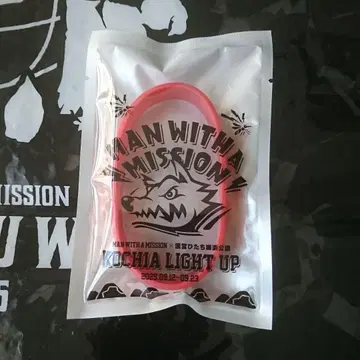 MAN WITH A
MISSION
MAN WITH A MISSION × 国営ひたち海浜公園
KOCHIA LIGHT UP
2025.09.12-09.23
MISSION